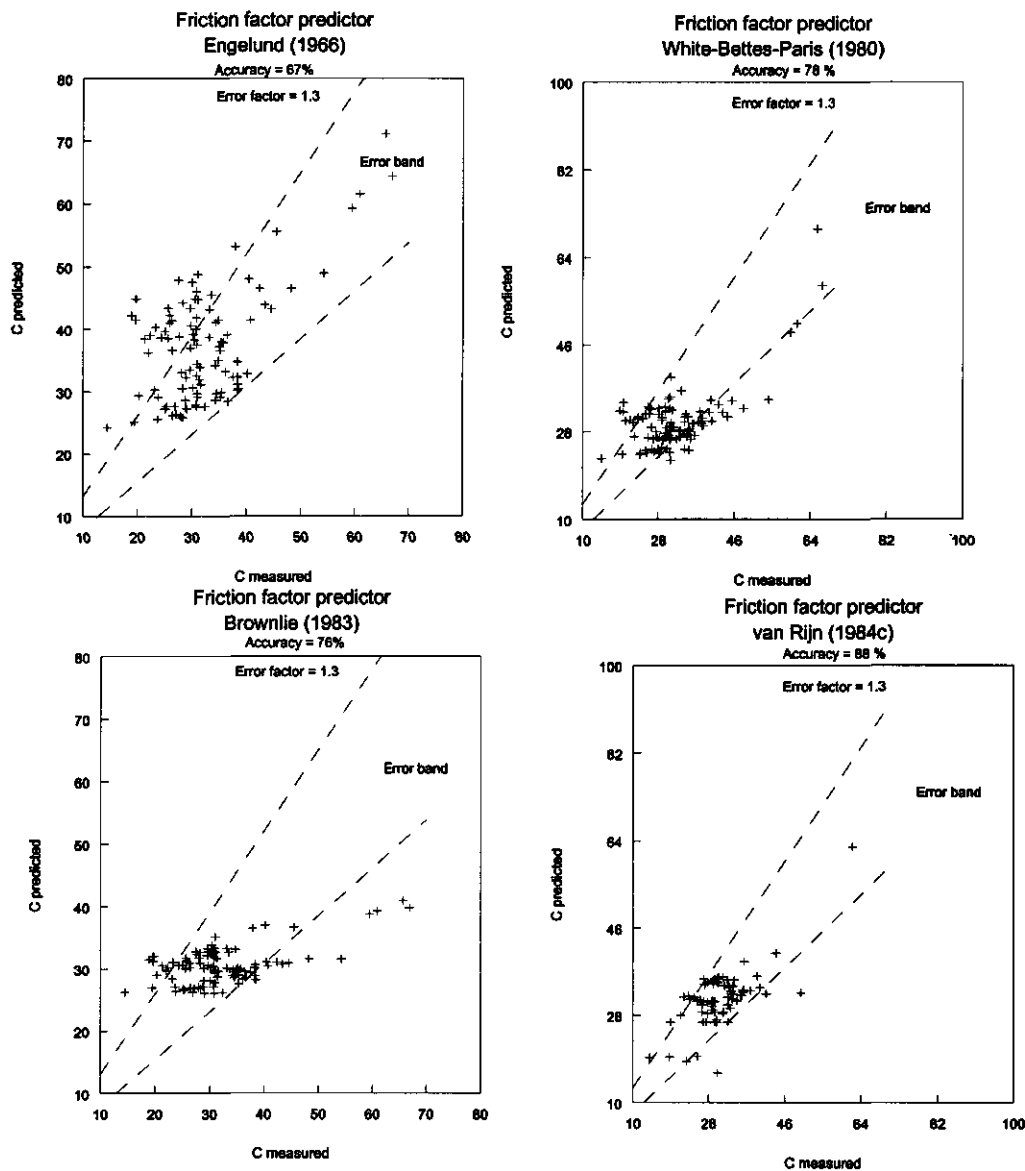 Friction factor predictor
Engelund (1966)
Accuracy = 67%
Error factor = 1.3
Error band
80
70
60
50
40
30
20
10
C predicted
10 20 30 40 50 60 70 80
C measured
Friction factor predictor
White-Bettes-Paris (1980)
Accuracy = 78 %
Error factor = 1.3
Error band
100
82
64
46
28
10
C predicted
10 28 46 64 82 100
C measured
Friction factor predictor
Brownlie (1983)
Accuracy = 76%
Error factor = 1.3
Error band
80
70
60
50
40
30
20
10
C predicted
10 20 30 40 50 60 70 80
C measured
Friction factor predictor
van Rijn (1984c)
Accuracy = 88 %
Error factor = 1.3
Error band
100
82
64
46
28
10
C predicted
10 28 46 64 82 100
C measured